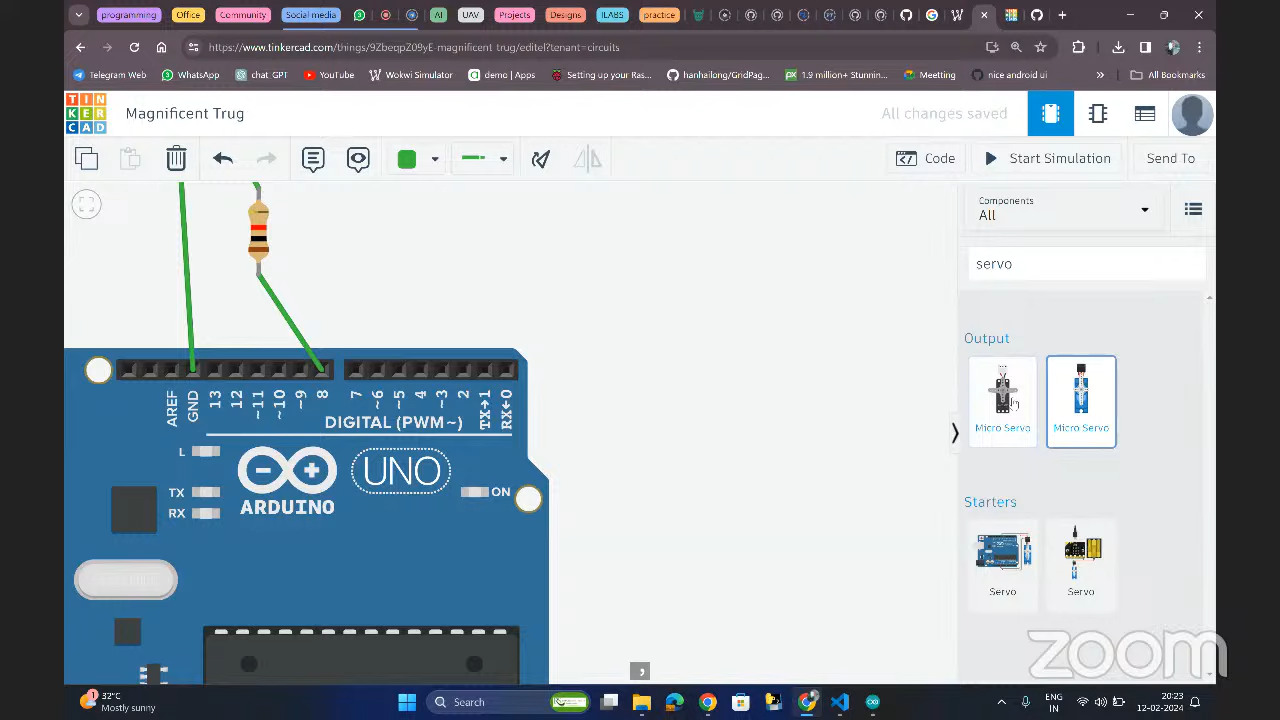 programming Office Community Social media 3 AI UAV Projects Designs ILABS practice
https://www.tinkercad.com/things/9ZbeqpZ09yE-magnificent-trug/editel?tenant=circuits
Telegram Web WhatsApp chat GPT YouTube Wokwi Simulator demo | Apps Setting up your Ras... hanhailong/GridPag... 1.9 million+ Stunnin... Meetting nice android ui » All Bookmarks
TIN
KER
CAD
Magnificent Trug
All changes saved
Code
Start Simulation
Send To
Components
All
servo
Output
Micro Servo Micro Servo
Starters
Servo Servo
AREF GND 13 12 ~11 ~10 ~9 8 7 ~6 ~5 4 ~3 2 TX→1 RX←0
DIGITAL (PWM ~)
L
TX
RX
UNO
ARDUINO
ON
,
zoom
1
32°C
Mostly sunny
Search
ENG
IN
20:23
12-02-2024